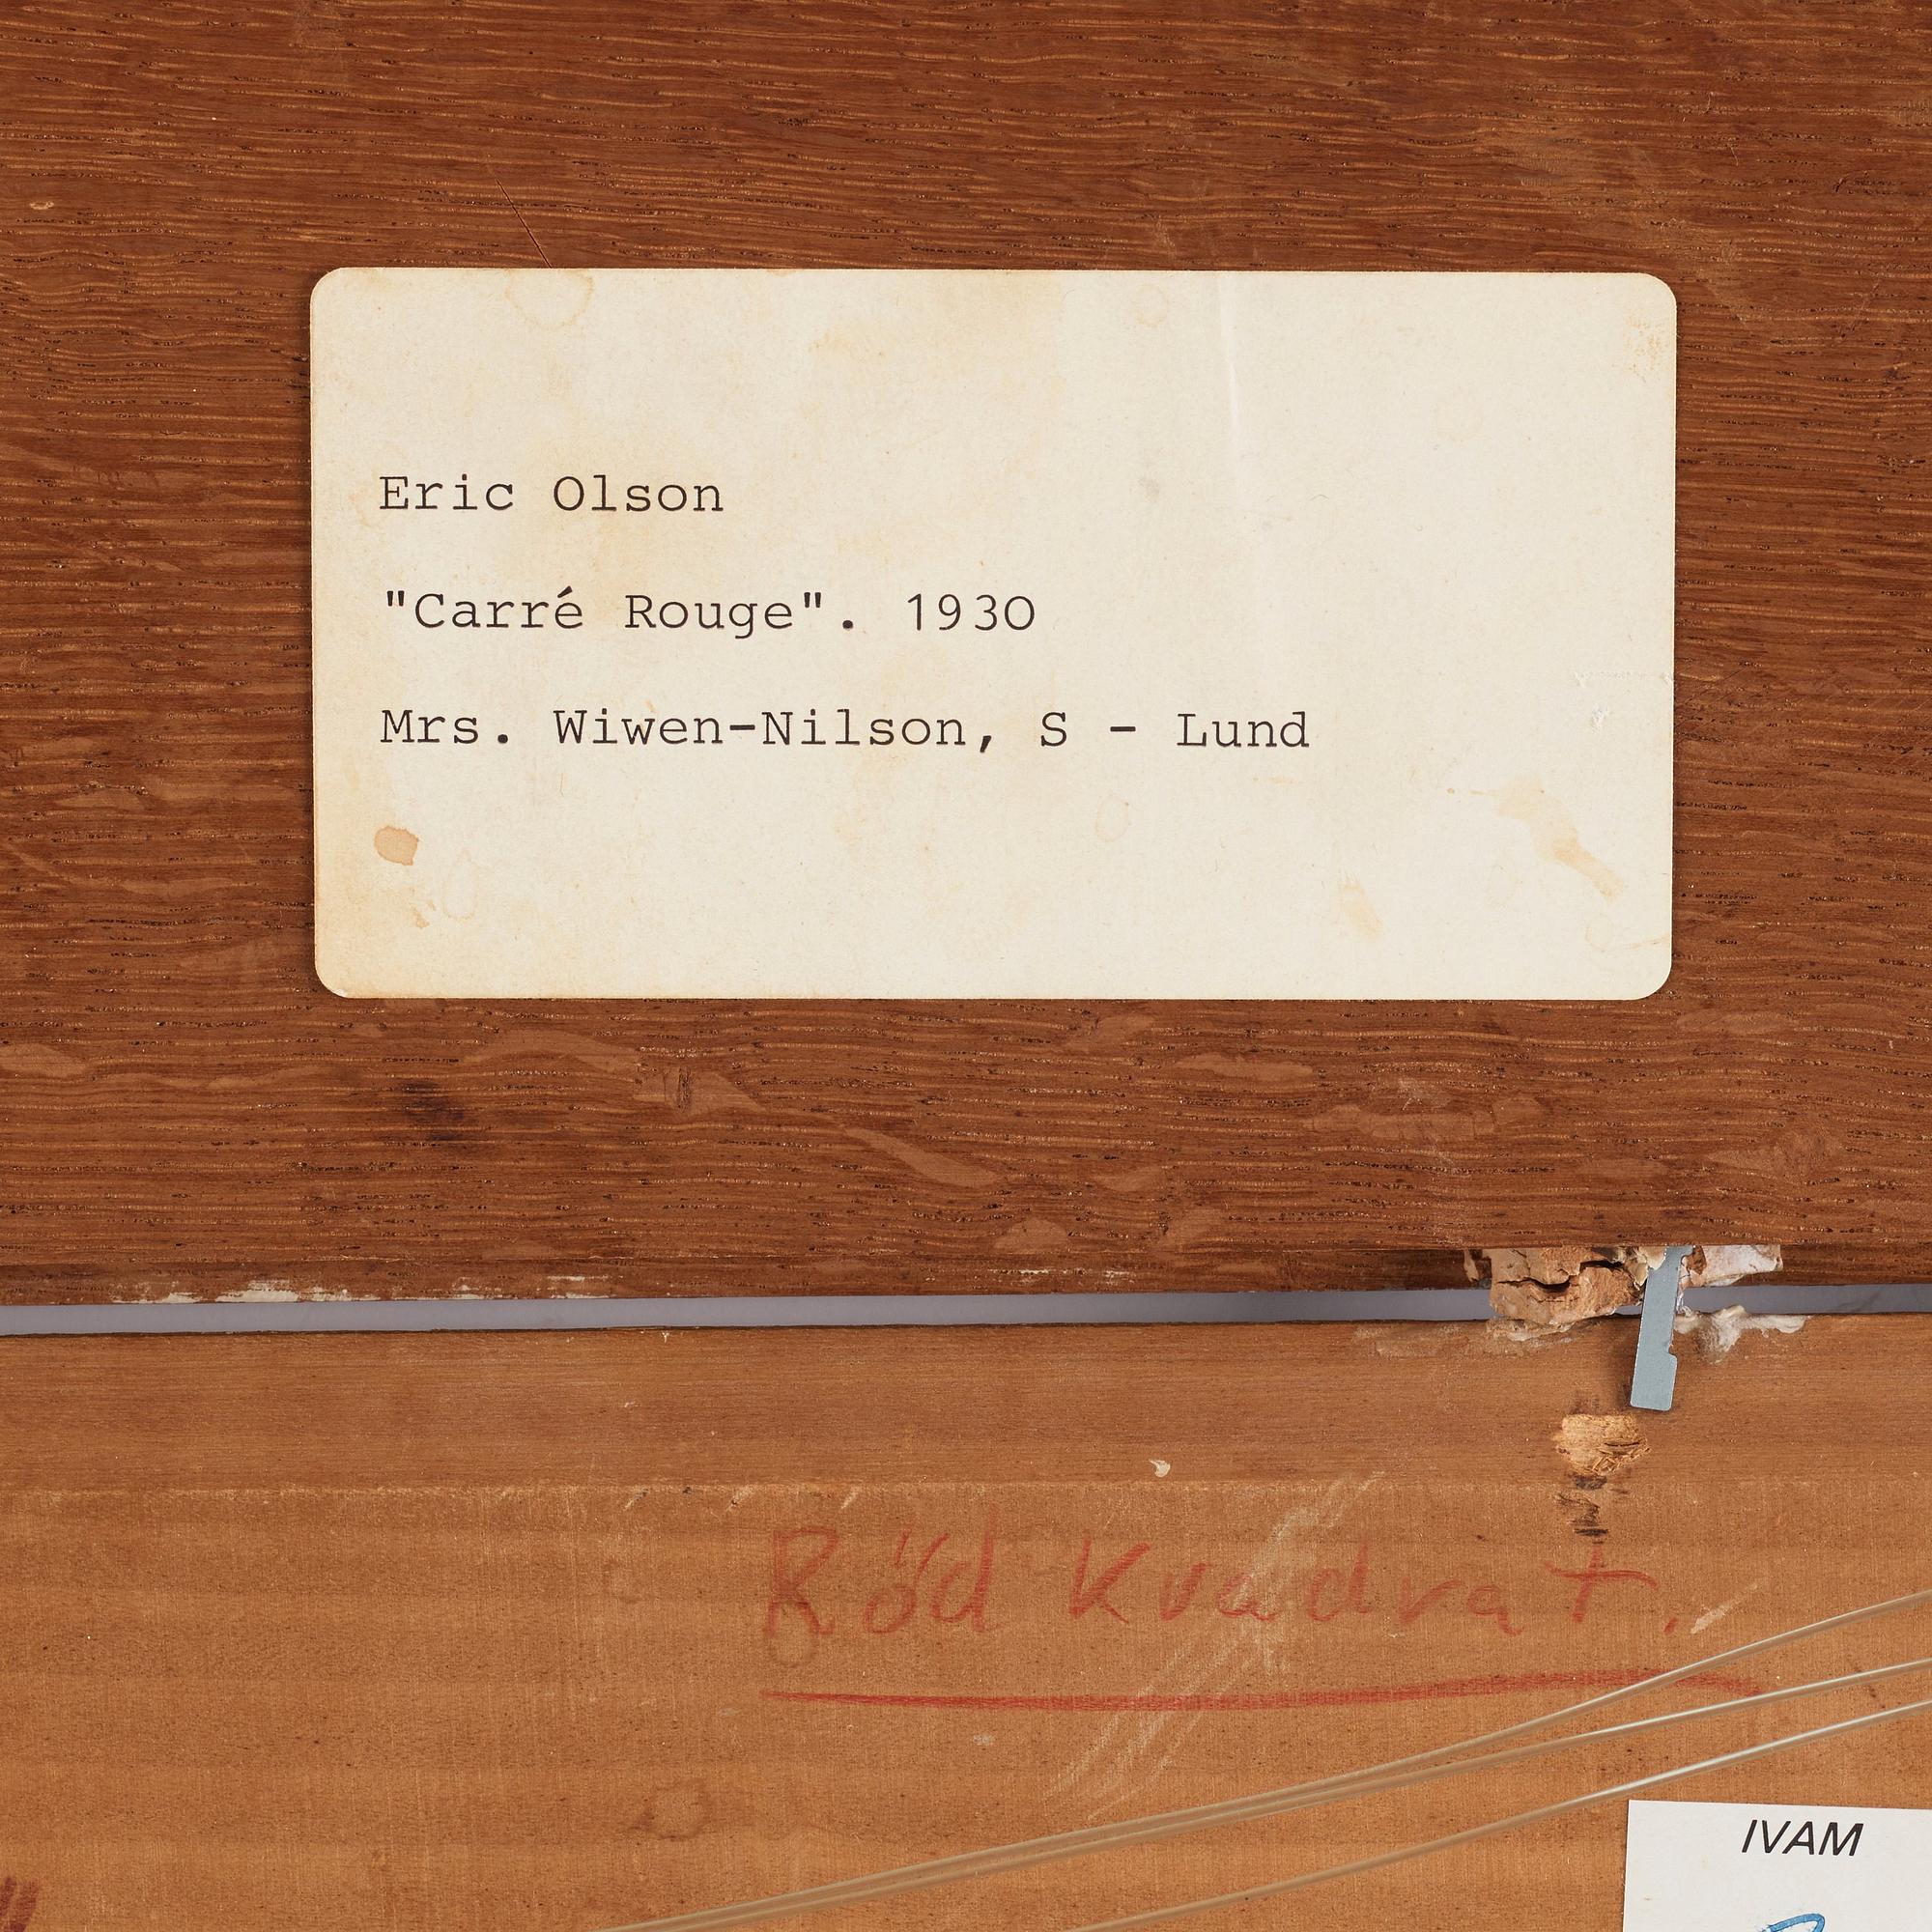 Eric Olson
"Carré Rouge". 1930
Mrs. Wiwen-Nilson, S - Lund
Röd Kvadrat.
IVAM